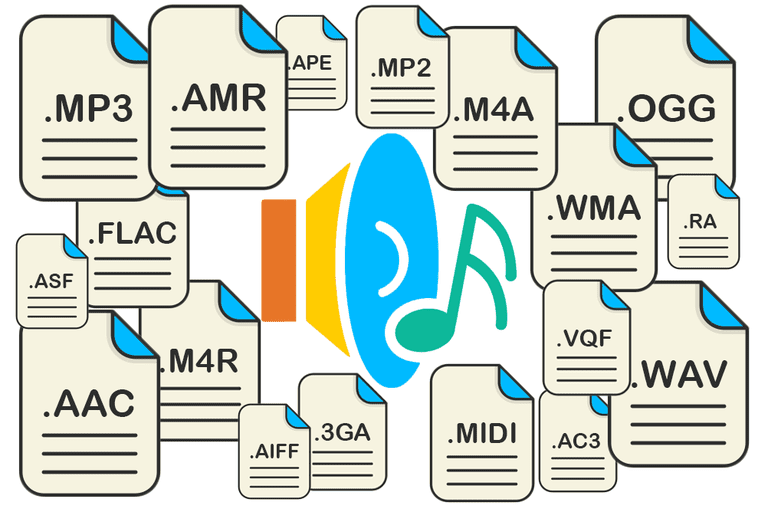 .MP3
.AMR
.APE
.MP2
.M4A
.OGG
.FLAC
.WMA
.RA
.ASF
.M4R
.VQF
.WAV
.AAC
.AIFF
.3GA
.MIDI
.AC3